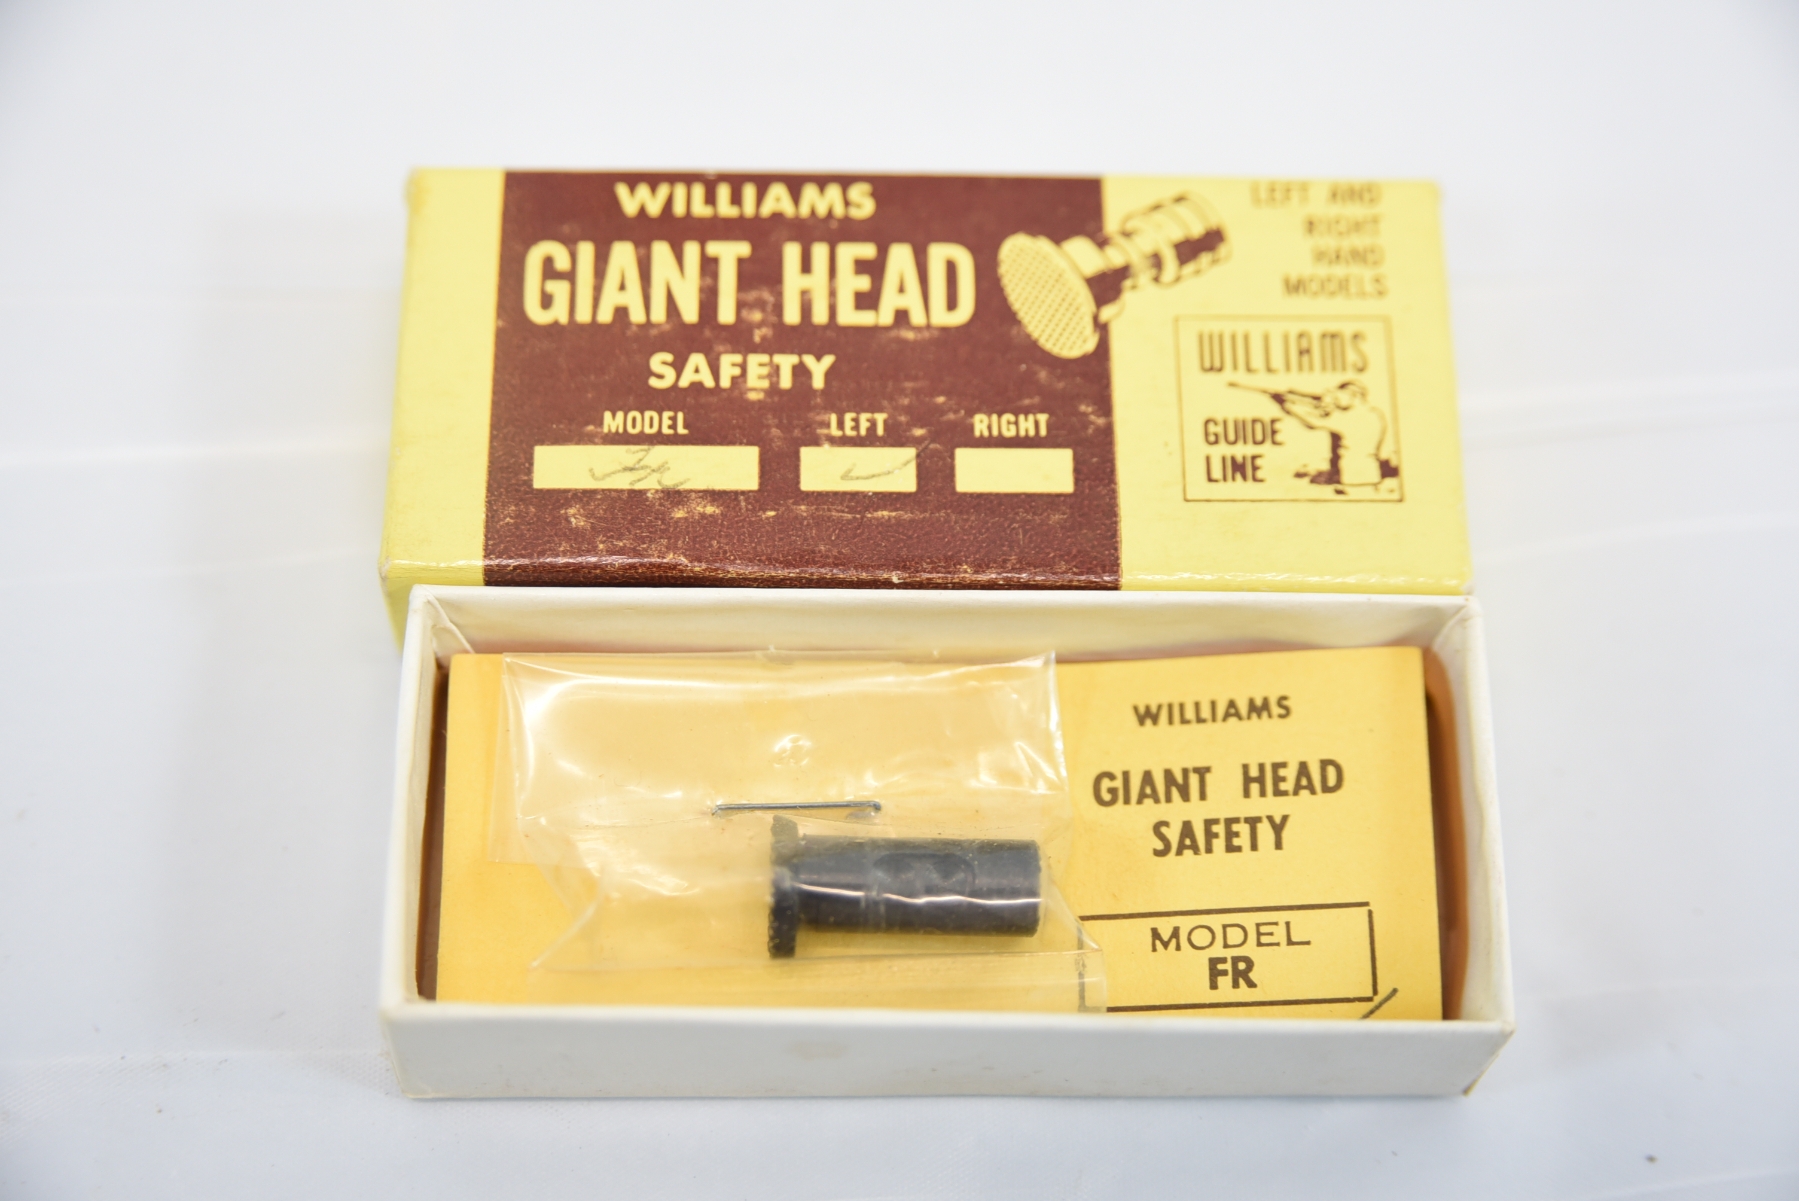 WILLIAMS
GIANT HEAD
SAFETY
MODEL LEFT RIGHT
LEFT AND
RIGHT
HAND
MODELS
WILLIAMS
GUIDE
LINE
WILLIAMS
GIANT HEAD
SAFETY
MODEL
FR